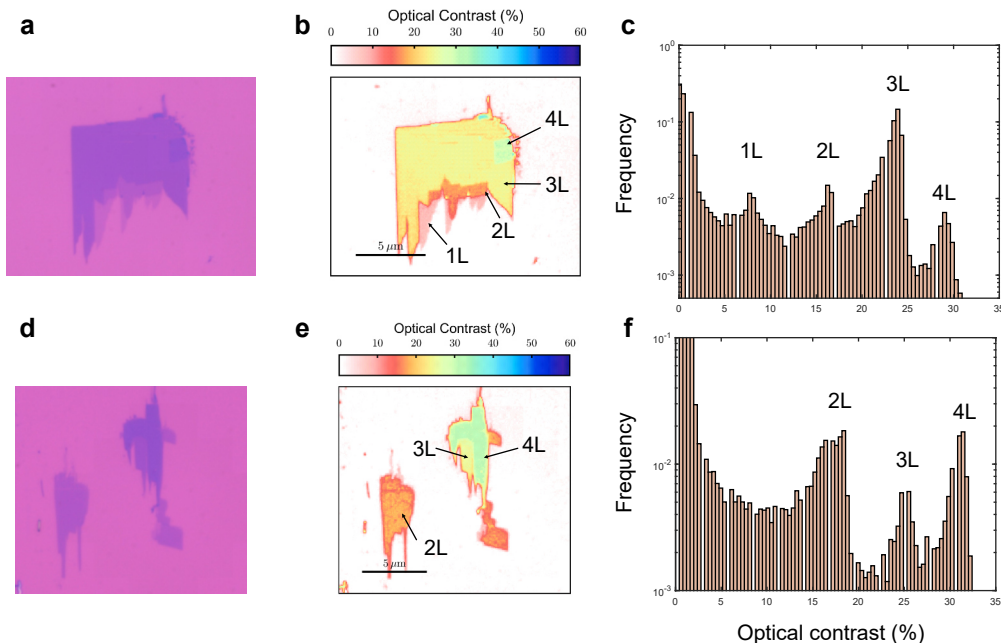 a
b
Optical Contrast (%)
0 10 20 30 40 50 60
4L
3L
2L
1L
5 μm
c
Frequency
10⁰
10⁻¹
10⁻²
10⁻³
1L 2L 3L 4L
0 5 10 15 20 25 30 35
d
e
Optical Contrast (%)
0 10 20 30 40 50 60
3L 4L
2L
5 μm
f
Frequency
10⁻¹
10⁻²
10⁻³
2L 3L 4L
0 5 10 15 20 25 30 35
Optical contrast (%)